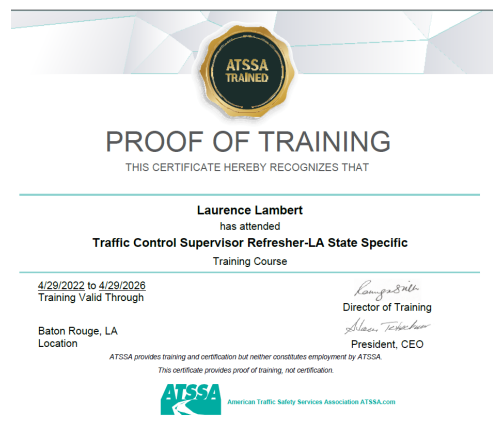 ATSSA
TRAINED
PROOF OF TRAINING
THIS CERTIFICATE HEREBY RECOGNIZES THAT
Laurence Lambert
has attended
Traffic Control Supervisor Refresher-LA State Specific
Training Course
4/29/2022 to 4/29/2026
Training Valid Through
Director of Training
Baton Rouge, LA
Location
President, CEO
ATSSA provides training and certification but neither constitutes employment by ATSSA.
This certificate provides proof of training, not certification.
ATSSA
American Traffic Safety Services Association ATSSA.com